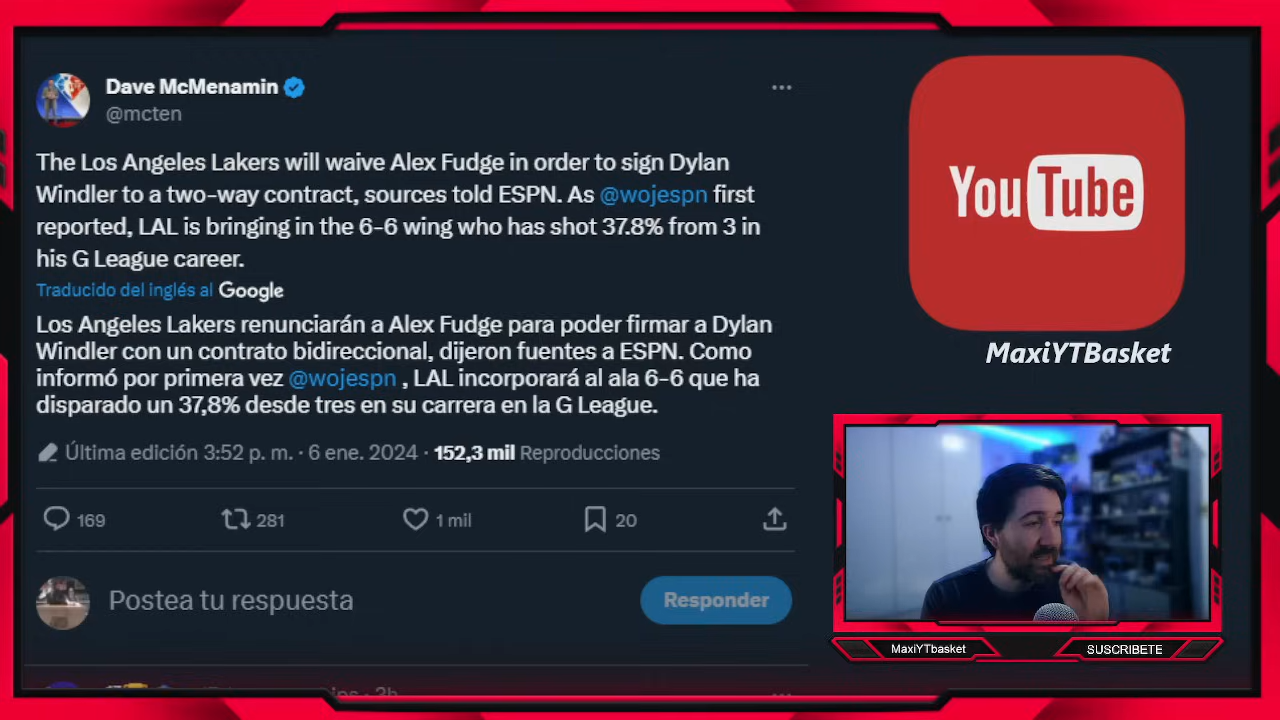 Dave McMenamin
@mcten
The Los Angeles Lakers will waive Alex Fudge in order to sign Dylan
Windler to a two-way contract, sources told ESPN. As @wojespn first
reported, LAL is bringing in the 6-6 wing who has shot 37.8% from 3 in
his G League career.
Traducido del inglés al Google
Los Angeles Lakers renunciarán a Alex Fudge para poder firmar a Dylan
Windler con un contrato bidireccional, dijeron fuentes a ESPN. Como
informó por primera vez @wojespn , LAL incorporará al ala 6-6 que ha
disparado un 37,8% desde tres en su carrera en la G League.
Última edición 3:52 p. m. · 6 ene. 2024 · 152,3 mil Reproducciones
169 281 1 mil 20
Postea tu respuesta
Responder
YouTube
MaxiYTBasket
MaxiYTbasket
SUSCRIBETE